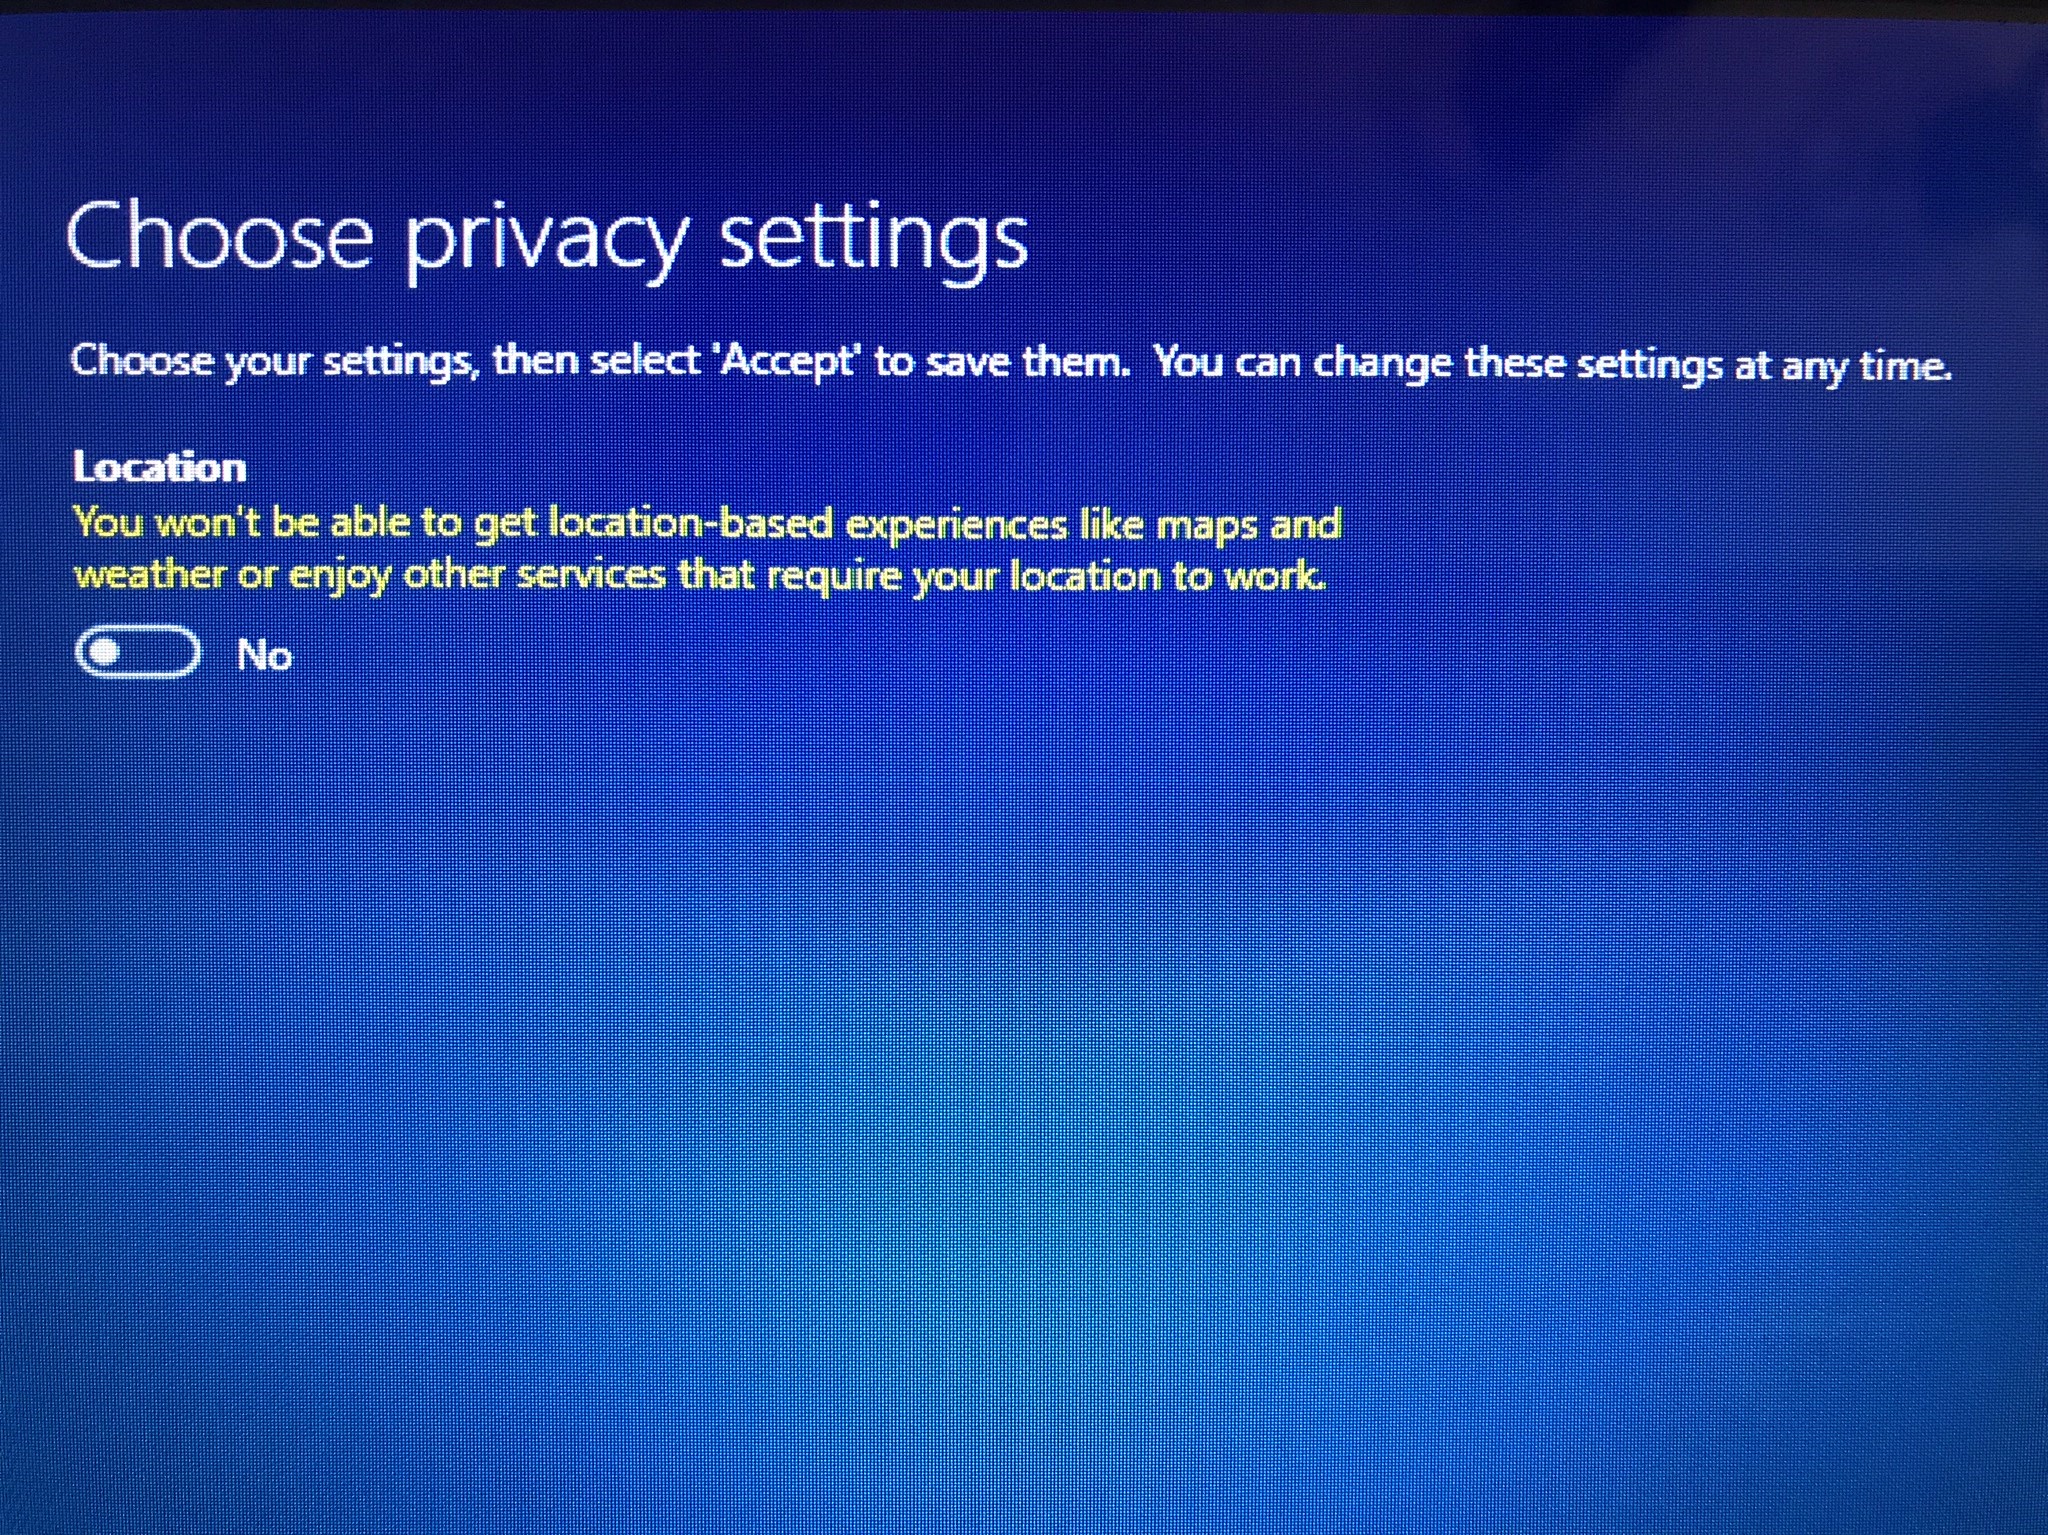 Choose privacy settings
Choose your settings, then select 'Accept' to save them.  You can change these settings at any time.
Location
You won't be able to get location-based experiences like maps and
weather or enjoy other services that require your location to work.
No